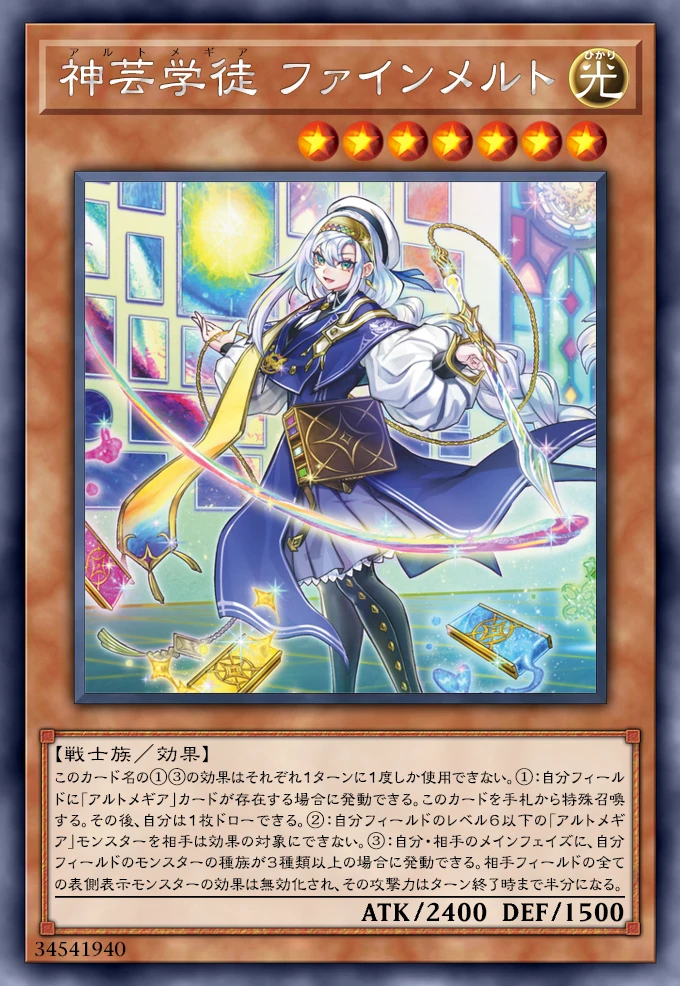 アルトメギア
神芸学徒 ファインメルト
ひかり
光
【戦士族／効果】
このカード名の①③の効果はそれぞれ1ターンに1度しか使用できない。①：自分フィール
ドに「アルトメギア」カードが存在する場合に発動できる。このカードを手札から特殊召喚
する。その後、自分は1枚ドローできる。②：自分フィールドのレベル6以下の「アルトメギ
ア」モンスターを相手は効果の対象にできない。③：自分・相手のメインフェイズに、自分
フィールドのモンスターの種族が3種類以上の場合に発動できる。相手フィールドの全て
の表側表示モンスターの効果は無効化され、その攻撃力はターン終了時まで半分になる。
ATK/2400 DEF/1500
34541940